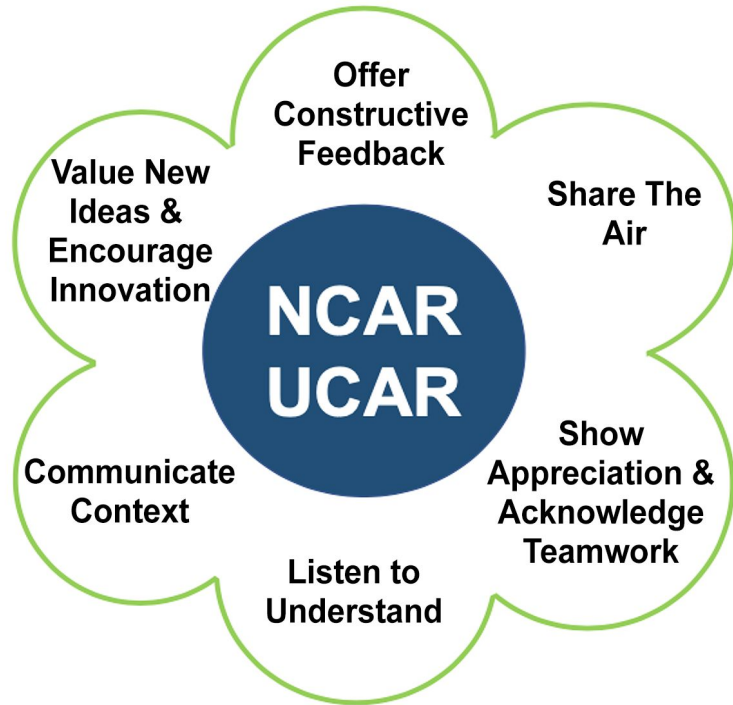 Offer
Constructive
Feedback
Share The
Air
Show
Appreciation &
Acknowledge
Teamwork
Listen to
Understand
Communicate
Context
Value New
Ideas &
Encourage
Innovation
NCAR
UCAR